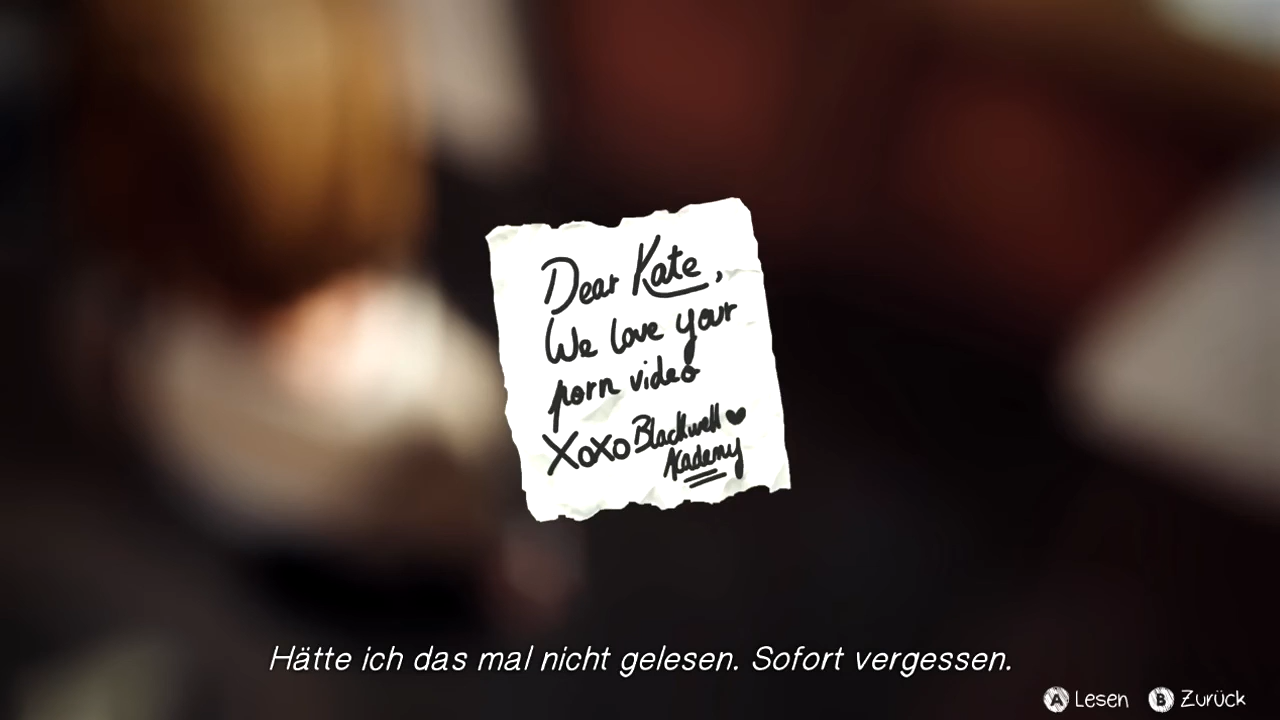 Dear Kate,
We love your
porn video
XoXo Blackwell ♥
Academy
Hätte ich das mal nicht gelesen. Sofort vergessen.
A Lesen B Zurück